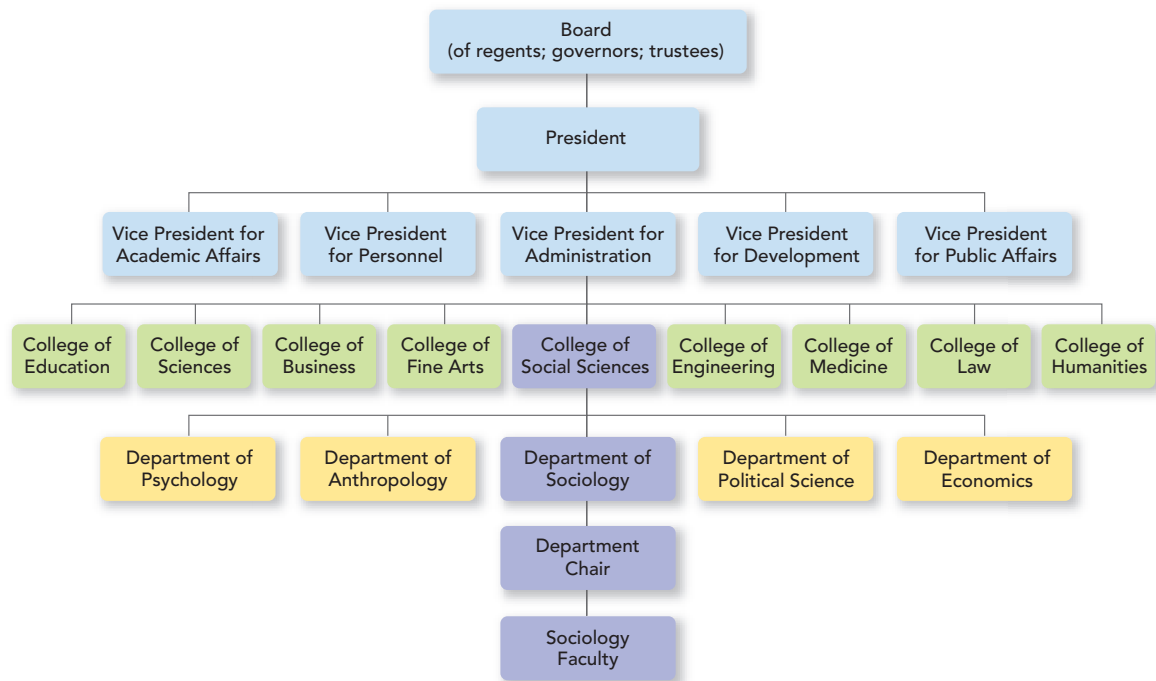 Board
(of regents; governors; trustees)
President
Vice President for
Academic Affairs
Vice President
for Personnel
Vice President for
Administration
Vice President
for Development
Vice President
for Public Affairs
College of
Education
College of
Sciences
College of
Business
College of
Fine Arts
College of
Social Sciences
College of
Engineering
College of
Medicine
College of
Law
College of
Humanities
Department of
Psychology
Department of
Anthropology
Department of
Sociology
Department of
Political Science
Department of
Economics
Department
Chair
Sociology
Faculty